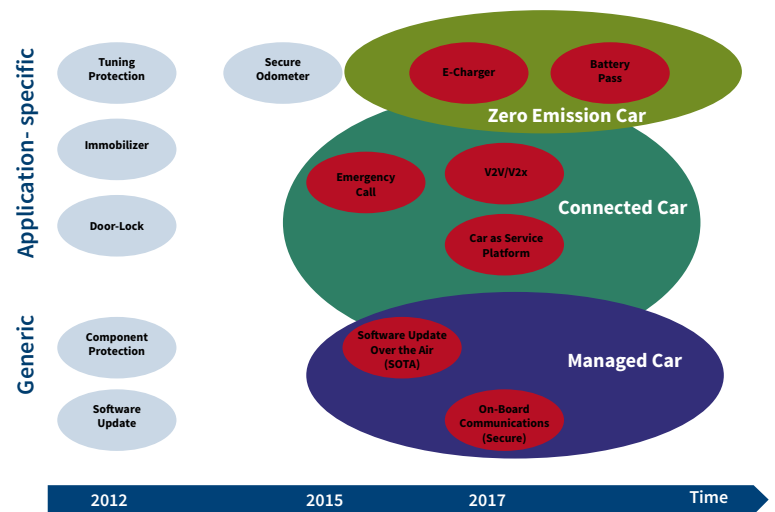 Application- specific
Tuning
Protection
Secure
Odometer
E-Charger
Battery
Pass
Zero Emission Car
Immobilizer
Emergency
Call
V2V/V2x
Connected Car
Door-Lock
Car as Service
Platform
Generic
Component
Protection
Software Update
Over the Air
(SOTA)
Managed Car
Software
Update
On-Board
Communications
(Secure)
2012
2015
2017
Time